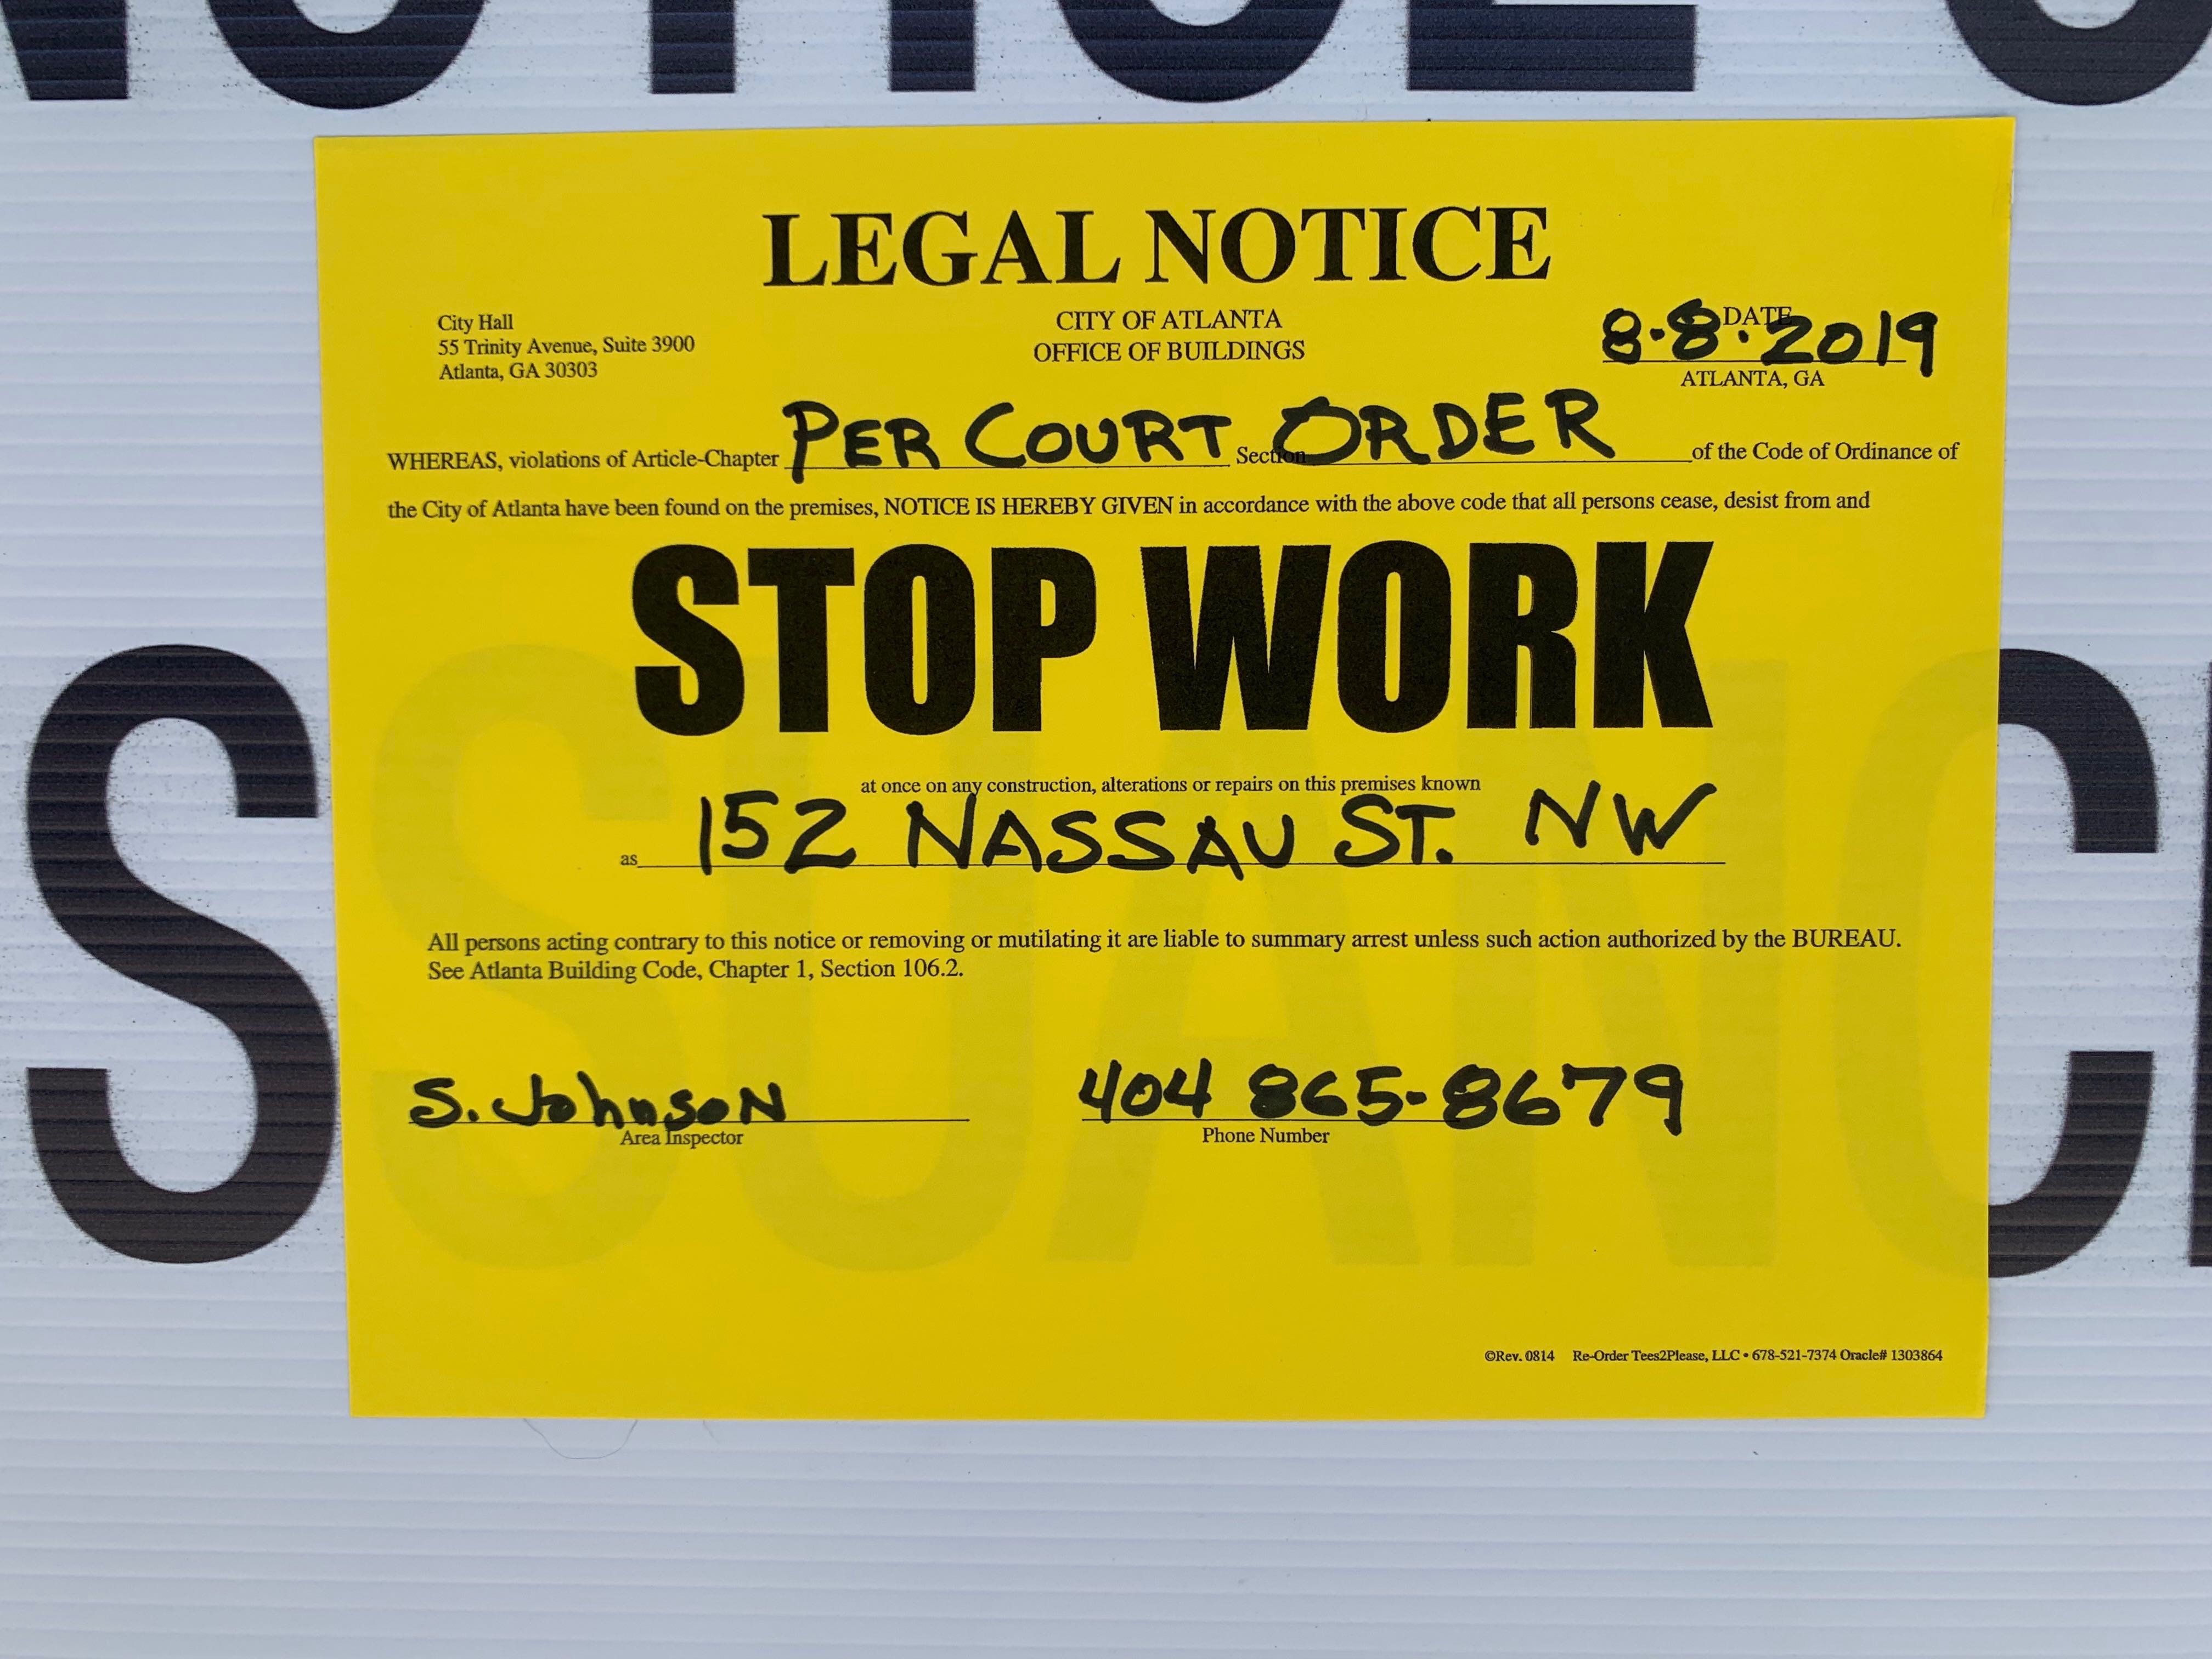 LEGAL NOTICE
City Hall
55 Trinity Avenue, Suite 3900
Atlanta, GA 30303
CITY OF ATLANTA
OFFICE OF BUILDINGS
DATE
8·8·2019
ATLANTA, GA
WHEREAS, violations of Article-Chapter PER COURT Section ORDER of the Code of Ordinance of
the City of Atlanta have been found on the premises, NOTICE IS HEREBY GIVEN in accordance with the above code that all persons cease, desist from and
STOP WORK
at once on any construction, alterations or repairs on this premises known
as 152 NASSAU ST. NW
All persons acting contrary to this notice or removing or mutilating it are liable to summary arrest unless such action authorized by the BUREAU.
See Atlanta Building Code, Chapter 1, Section 106.2.
S. Johnson 404 865-8679
Area Inspector Phone Number
©Rev. 0814 Re-Order Tees2Please, LLC • 678-521-7374 Oracle# 1303864